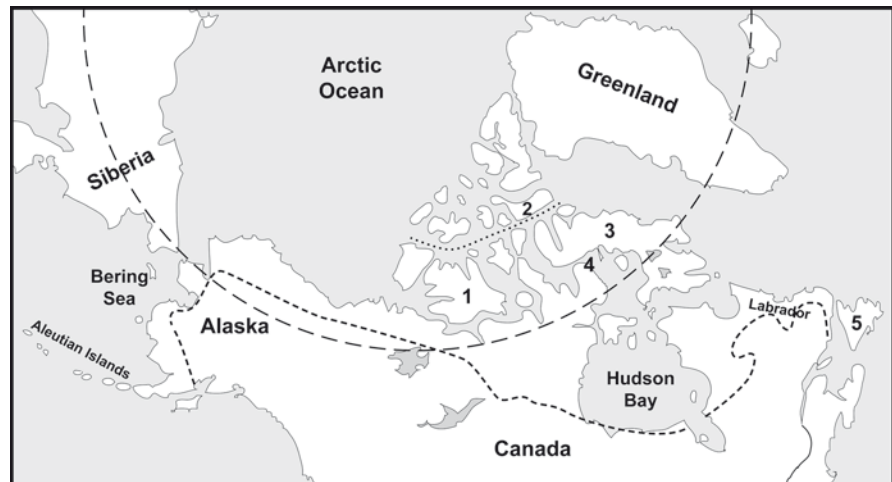 Arctic
Ocean
Greenland
Siberia
2
3
4
1
Bering
Sea
Alaska
Labrador
5
Aleutian Islands
Hudson
Bay
Canada